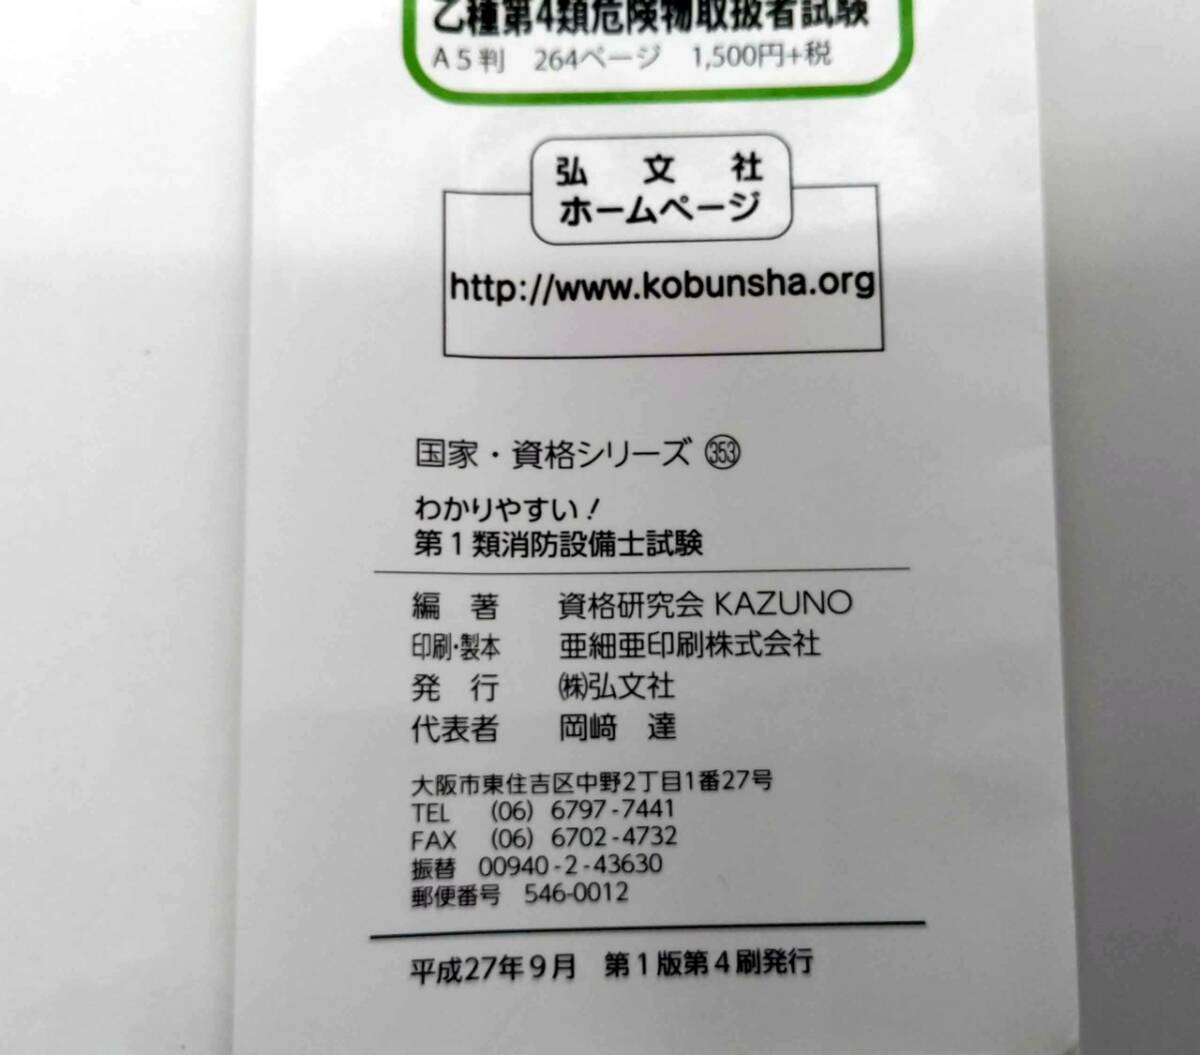 乙種第4類危険物取扱者試験
A5判 264ページ 1,500円+税
弘文社
ホームページ
http://www.kobunsha.org
国家・資格シリーズ 353
わかりやすい!
第1類消防設備士試験
編著 資格研究会 KAZUNO
印刷・製本 亜細亜印刷株式会社
発行 ㈱弘文社
代表者 岡﨑 達
大阪市東住吉区中野2丁目1番27号
TEL (06) 6797-7441
FAX (06) 6702-4732
振替 00940-2-43630
郵便番号 546-0012
平成27年9月 第1版第4刷発行